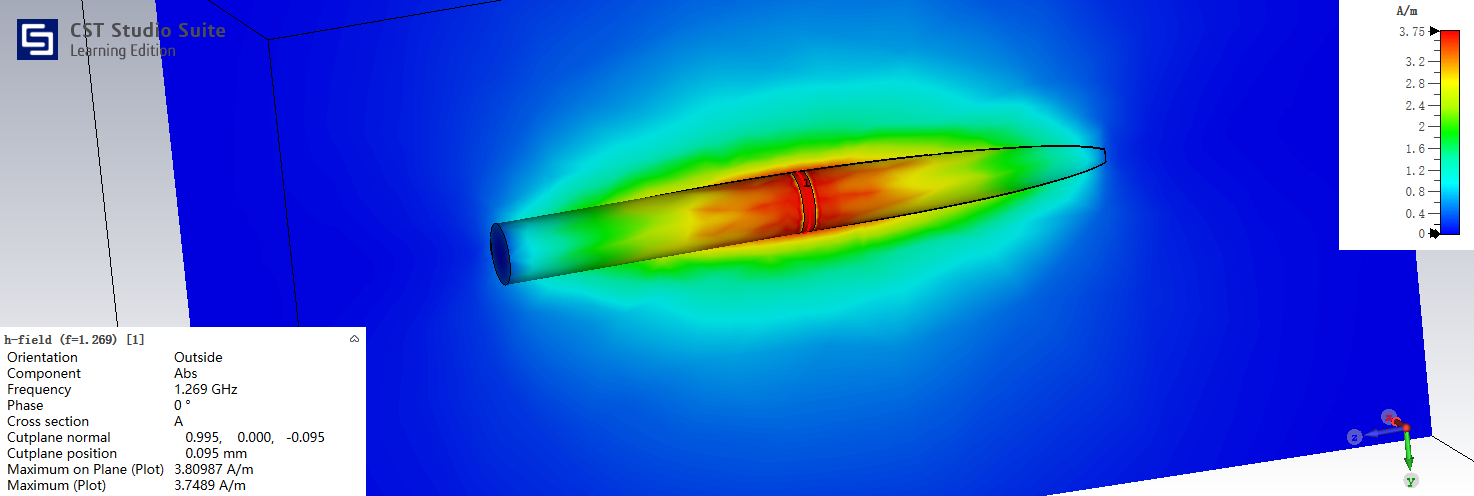 CST Studio Suite
Learning Edition
A/m
3.75
3.2
2.8
2.4
2
1.6
1.2
0.8
0.4
0
1
h-field (f=1.269) [1]
Orientation Outside
Component Abs
Frequency 1.269 GHz
Phase 0 °
Cross section A
Cutplane normal 0.995, 0.000, -0.095
Cutplane position 0.095 mm
Maximum on Plane (Plot) 3.80987 A/m
Maximum (Plot) 3.7489 A/m
z
y